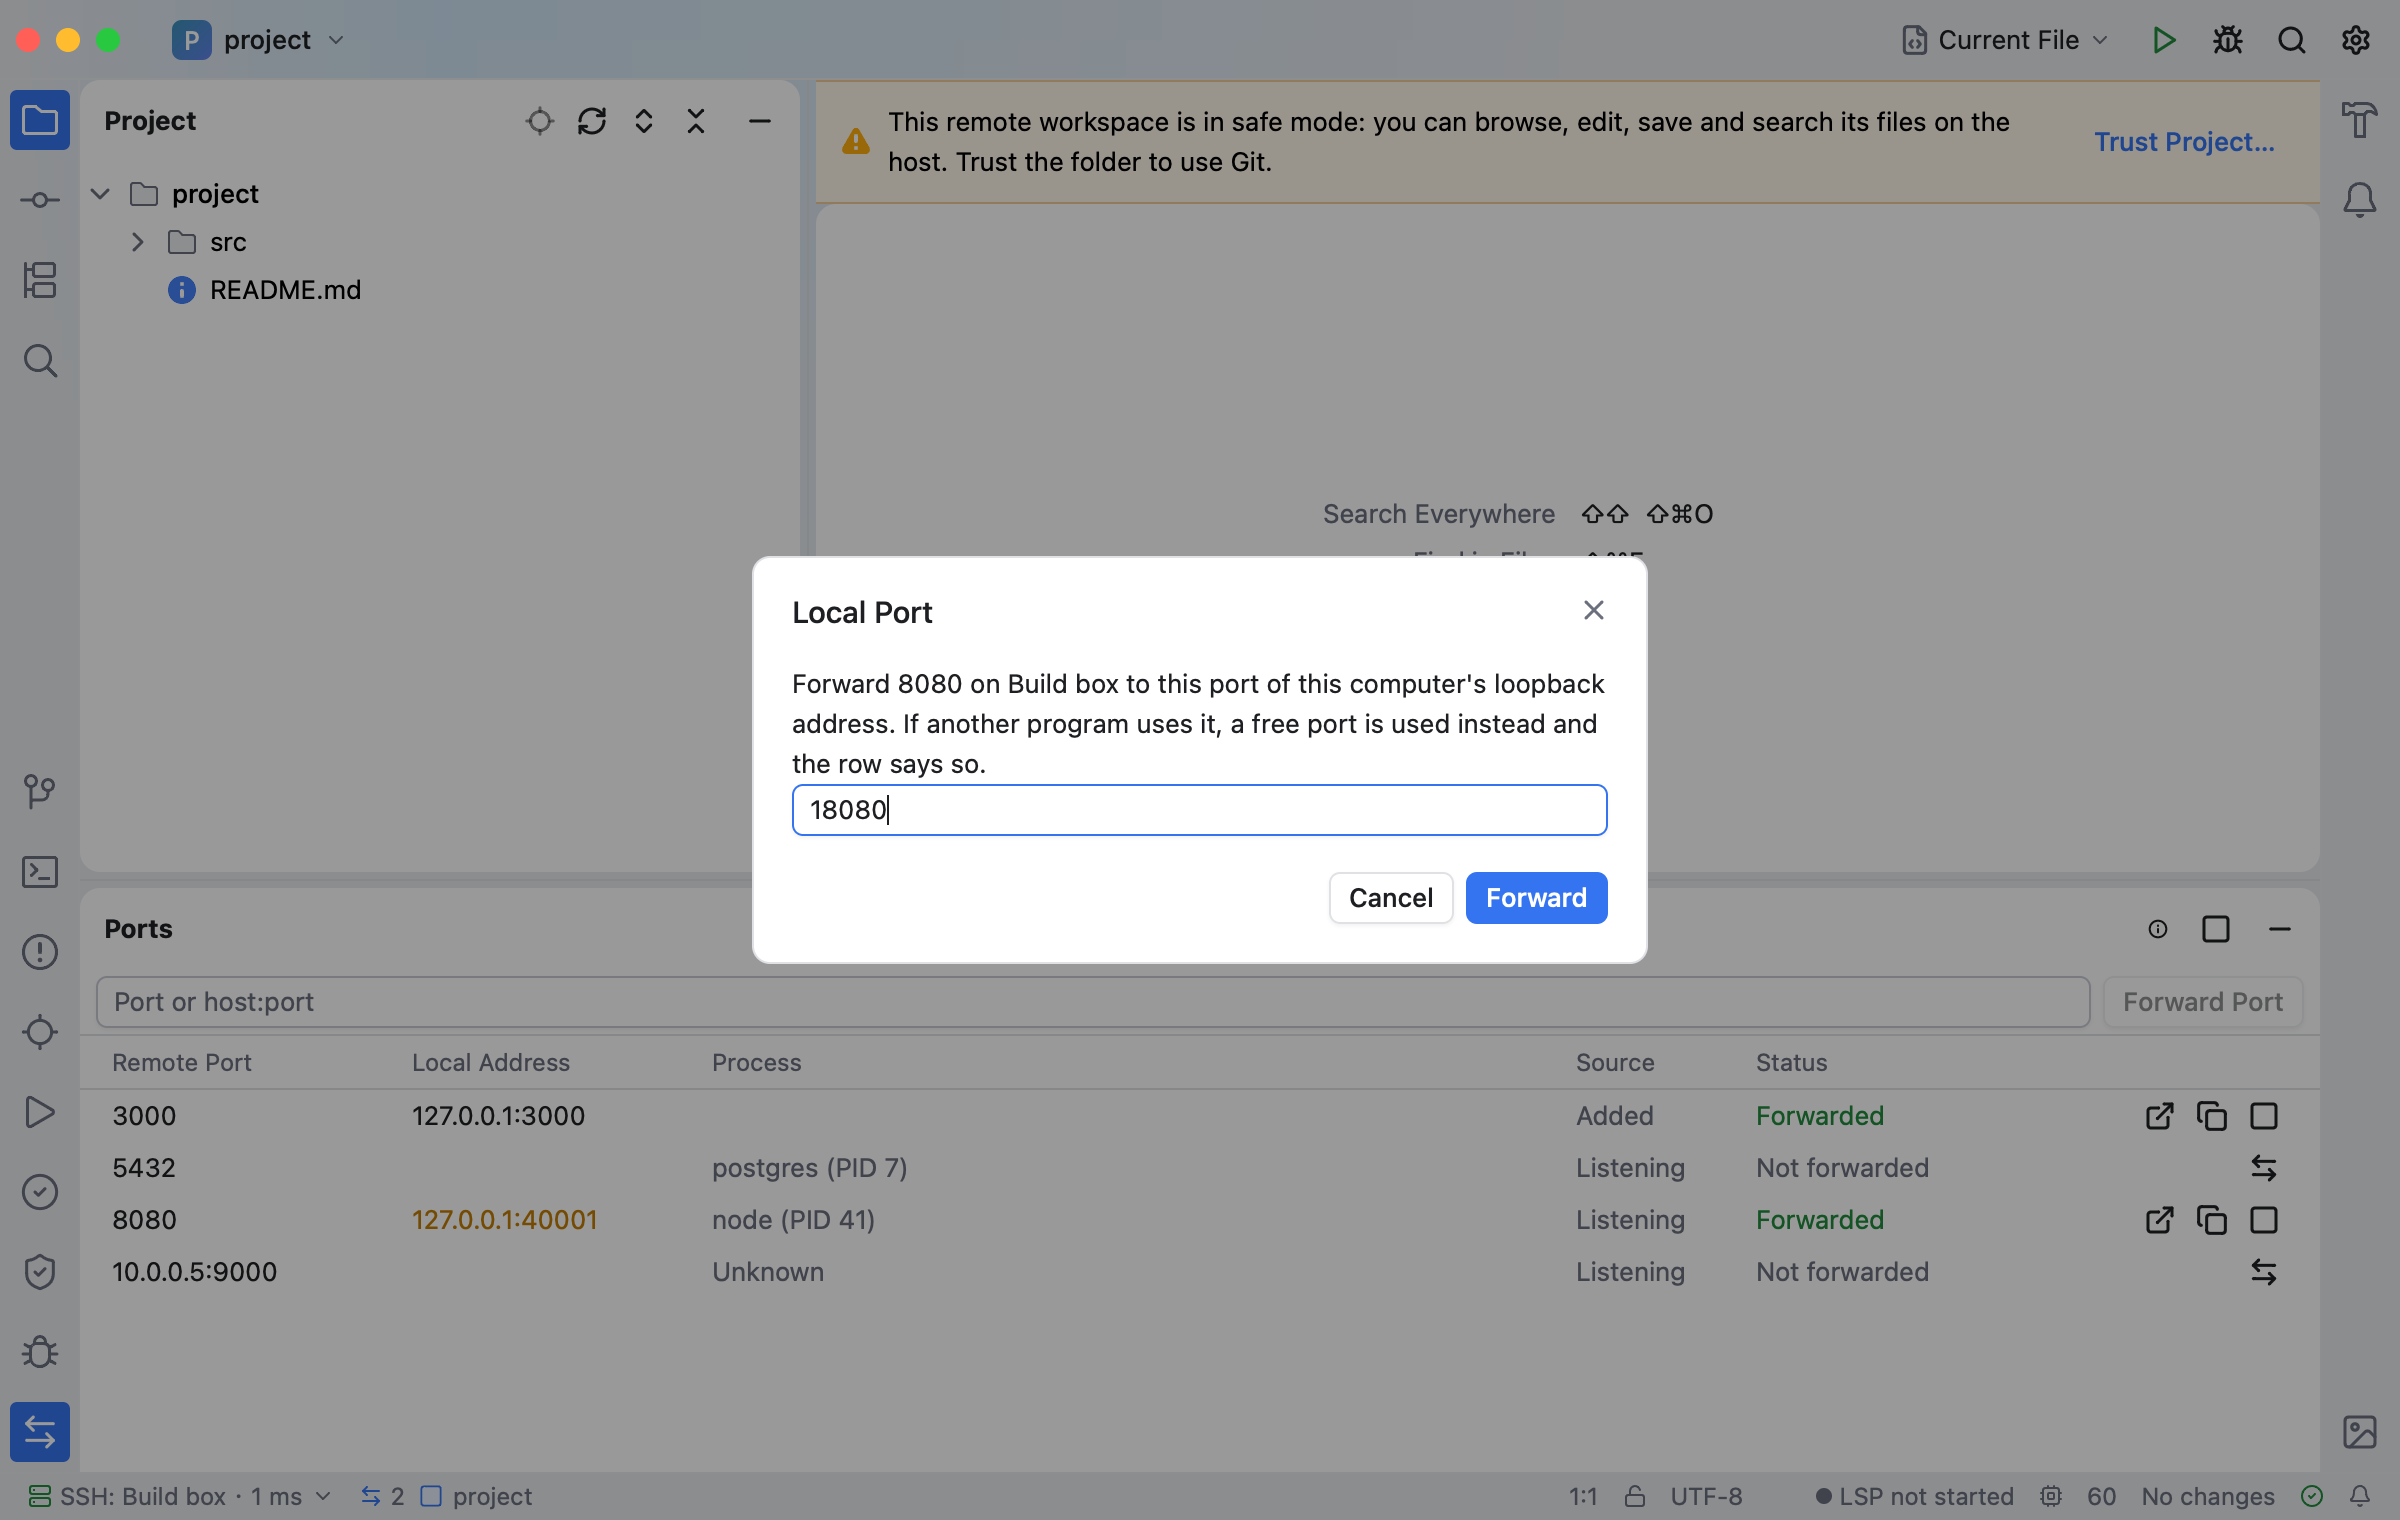 P project
Current File
Project
This remote workspace is in safe mode: you can browse, edit, save and search its files on the
host. Trust the folder to use Git.
Trust Project...
project
src
README.md
Search Everywhere ⇧⇧ ⇧⌘O
Local Port
Forward 8080 on Build box to this port of this computer's loopback
address. If another program uses it, a free port is used instead and
the row says so.
18080
Cancel
Forward
Ports
Port or host:port
Forward Port
Remote Port Local Address Process Source Status
3000 127.0.0.1:3000 Added Forwarded
5432 postgres (PID 7) Listening Not forwarded
8080 127.0.0.1:40001 node (PID 41) Listening Forwarded
10.0.0.5:9000 Unknown Listening Not forwarded
SSH: Build box · 1 ms 2 project 1:1 UTF-8 LSP not started 60 No changes